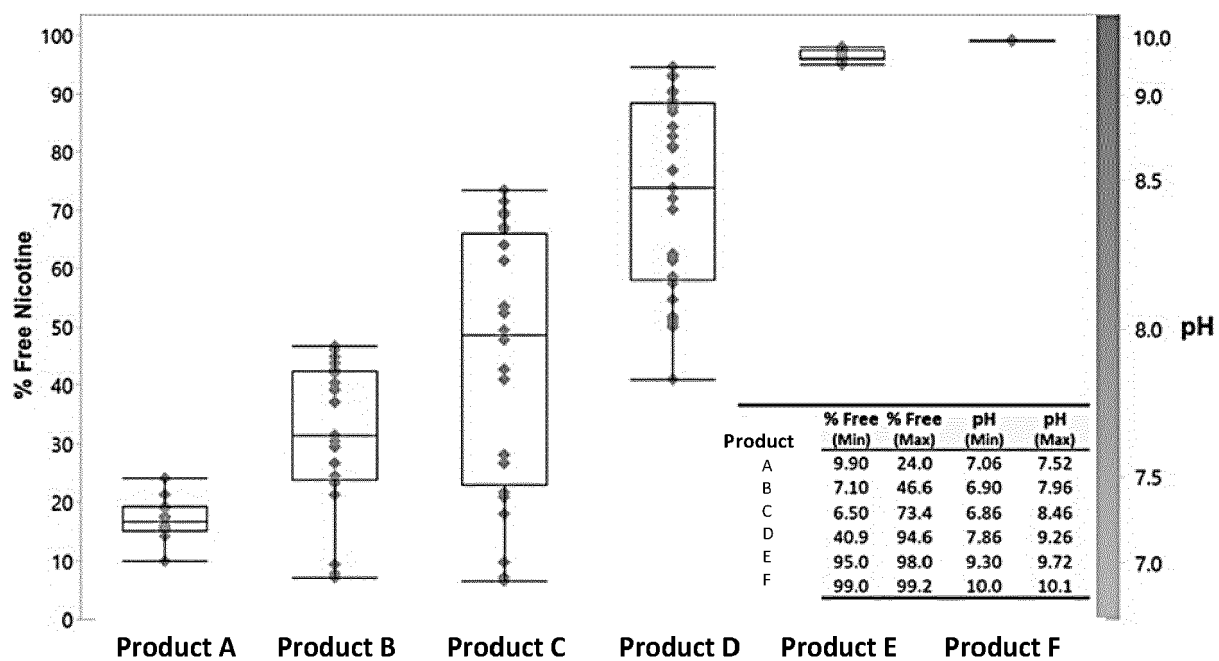 100
90
80
70
60
50
40
30
20
10
0
% Free Nicotine
10.0
9.0
8.5
8.0
7.5
7.0
pH
% Free % Free pH pH
Product (Min) (Max) (Min) (Max)
A 9.90 24.0 7.06 7.52
B 7.10 46.6 6.90 7.96
C 6.50 73.4 6.86 8.46
D 40.9 94.6 7.86 9.26
E 95.0 98.0 9.30 9.72
F 99.0 99.2 10.0 10.1
Product A Product B Product C Product D Product E Product F